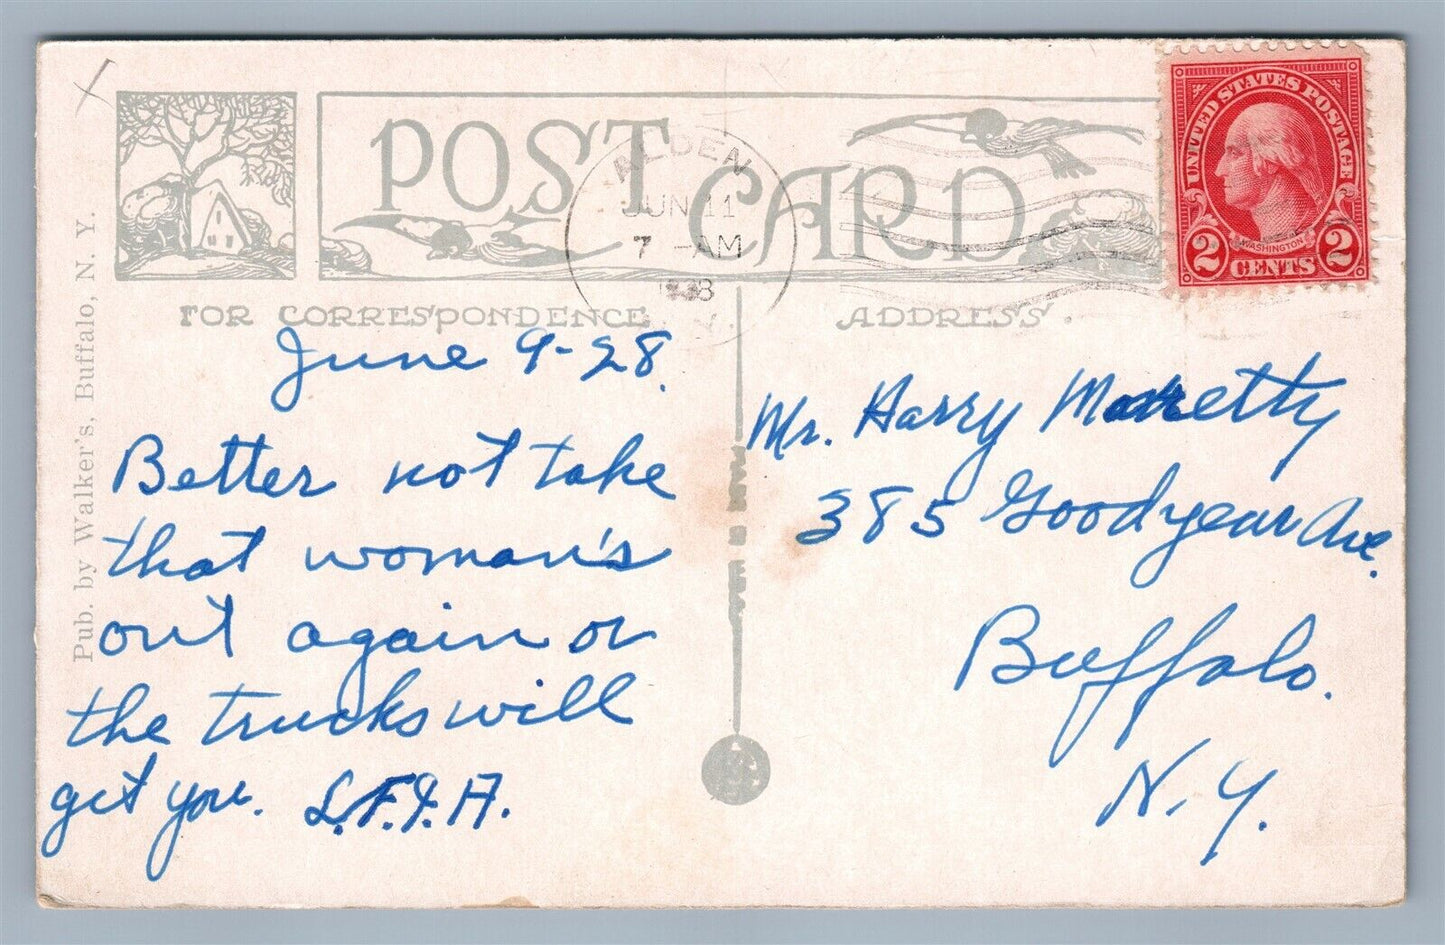 POST CARD
ALDEN
JUN 11
7 -AM
N.Y.
UNITED STATES POSTAGE
WASHINGTON
2 CENTS 2
FOR CORRESPONDENCE
ADDRESS
Pub. by Walker's, Buffalo, N. Y.
June 9-28.
Better not take
that woman's
out again or
the trucks will
get you. L.F.J.A.
Mr. Harry
385 Goodyear Ave.
Buffalo.
N.Y.